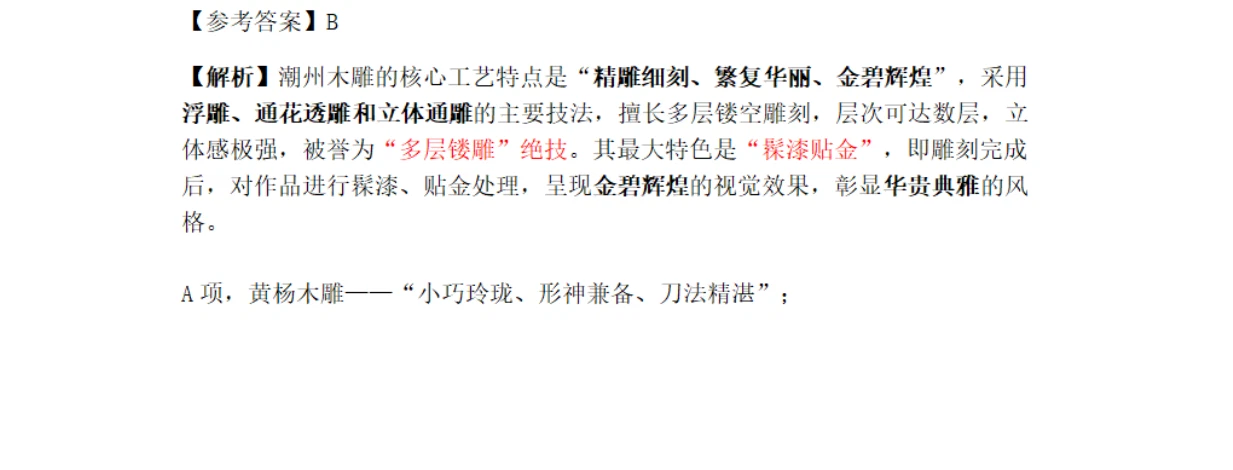 【参考答案】B
【解析】潮州木雕的核心工艺特点是“精雕细刻、繁复华丽、金碧辉煌”，采用
浮雕、通花透雕和立体通雕的主要技法，擅长多层镂空雕刻，层次可达数层，立
体感极强，被誉为“多层镂雕”绝技。其最大特色是“髹漆贴金”，即雕刻完成
后，对作品进行髹漆、贴金处理，呈现金碧辉煌的视觉效果，彰显华贵典雅的风
格。
A 项，黄杨木雕——“小巧玲珑、形神兼备、刀法精湛”；